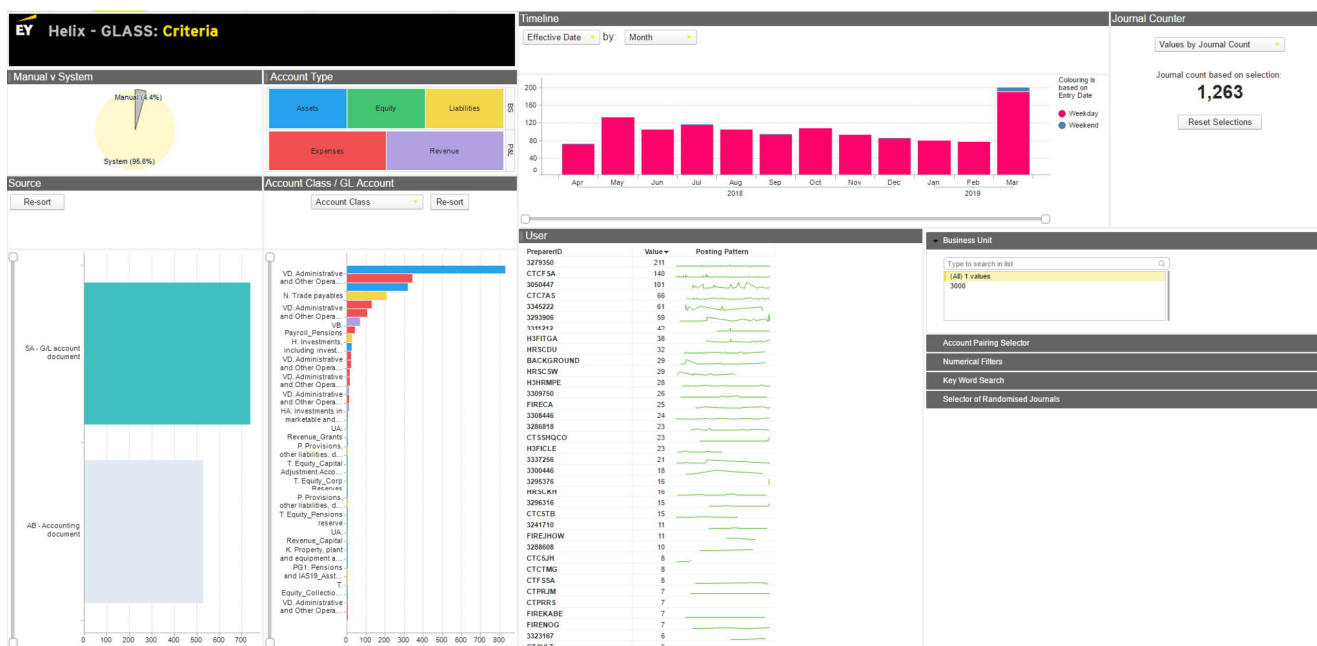 EY Helix - GLASS: Criteria
Manual v System
Manual (4.4%)
System (95.6%)
Account Type
Assets
Equity
Liabilities
BS
Expenses
Revenue
P&L
Source
Re-sort
SA - G/L account
document
AB - Accounting
document
0 100 200 300 400 500 600 700
Account Class / GL Account
Account Class
Re-sort
VD. Administrative
and Other Opera...
N. Trade payables
VD. Administrative
and Other Opera...
VB.
Payroll_Pensions
H. Investments,
including invest...
VD. Administrative
and Other Opera...
VD. Administrative
and Other Opera...
VD. Administrative
and Other Opera...
HA. Investments in
marketable and...
UA.
Revenue_Grants
P. Provisions,
other liabilities, d...
T. Equity_Capital
Adjustment Acco...
T. Equity_Corp
Reserves
P. Provisions,
other liabilities, d...
T. Equity_Pensions
reserve
UA.
Revenue_Capital
K. Property, plant
and equipment a...
PG1. Pensions
and IAS19_Asst...
T.
Equity_Collectio...
VD. Administrative
and Other Opera...
0 100 200 300 400 500 600 700 800
Timeline
Effective Date by: Month
200
160
120
80
40
0
Apr May Jun Jul Aug Sep Oct Nov Dec Jan Feb Mar
2018 2019
Colouring is
based on
Entry Date
Weekday
Weekend
Journal Counter
Values by Journal Count
Journal count based on selection:
1,263
Reset Selections
User
PreparerID Value Posting Pattern
3279350 211
CTCFSA 140
3050447 101
CTC7AS 66
3345222 61
3293906 59
3311212 42
H3FITGA 38
HRSCDU 32
BACKGROUND 29
HRSCSW 29
H3HRMPE 28
3309750 26
FIRECA 25
3308446 24
3286818 23
CTSSHQCO 23
H3FICLE 23
3337256 21
3300446 18
3295376 16
HRSCKH 16
3296316 15
CTC5TB 15
3241710 11
FIREJHOW 11
3288608 10
CTC5JH 8
CTCTMG 8
CTFSSA 8
CTPRJM 7
CTPRRS 7
FIREKABE 7
FIRENOG 7
3323167 6
Business Unit
Type to search in list
(All) 1 values
3000
Account Pairing Selector
Numerical Filters
Key Word Search
Selector of Randomised Journals